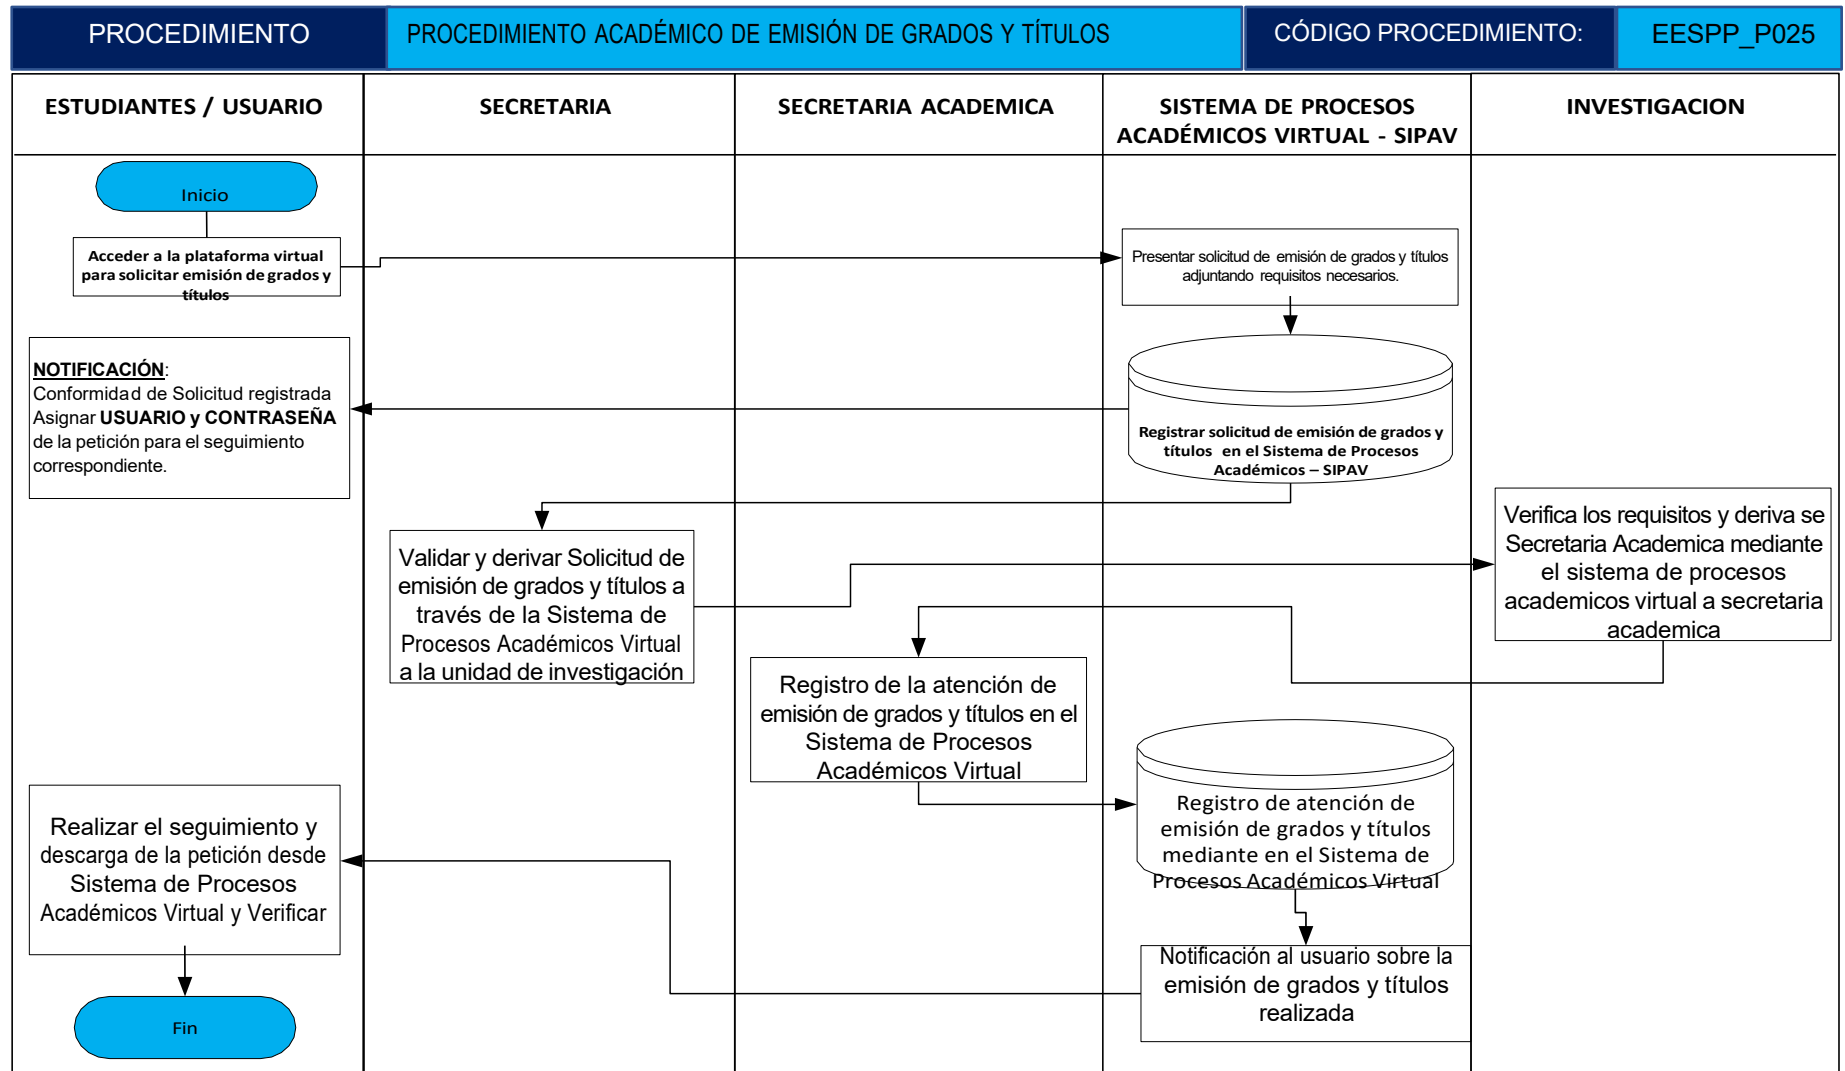 PROCEDIMIENTO
PROCEDIMIENTO ACADÉMICO DE EMISIÓN DE GRADOS Y TÍTULOS
CÓDIGO PROCEDIMIENTO:
EESPP_P025
ESTUDIANTES / USUARIO
SECRETARIA
SECRETARIA ACADEMICA
SISTEMA DE PROCESOS
ACADÉMICOS VIRTUAL - SIPAV
INVESTIGACION
Inicio
Acceder a la plataforma virtual
para solicitar emisión de grados y
títulos
Presentar solicitud de emisión de grados y títulos
adjuntando requisitos necesarios.
NOTIFICACIÓN:
Conformidad de Solicitud registrada
Asignar USUARIO y CONTRASEÑA
de la petición para el seguimiento
correspondiente.
Registrar solicitud de emisión de grados y
títulos en el Sistema de Procesos
Académicos – SIPAV
Validar y derivar Solicitud de
emisión de grados y títulos a
través de la Sistema de
Procesos Académicos Virtual
a la unidad de investigación
Verifica los requisitos y deriva se
Secretaria Academica mediante
el sistema de procesos
academicos virtual a secretaria
academica
Registro de la atención de
emisión de grados y títulos en el
Sistema de Procesos
Académicos Virtual
Registro de atención de
emisión de grados y títulos
mediante en el Sistema de
Procesos Académicos Virtual
Realizar el seguimiento y
descarga de la petición desde
Sistema de Procesos
Académicos Virtual y Verificar
Notificación al usuario sobre la
emisión de grados y títulos
realizada
Fin